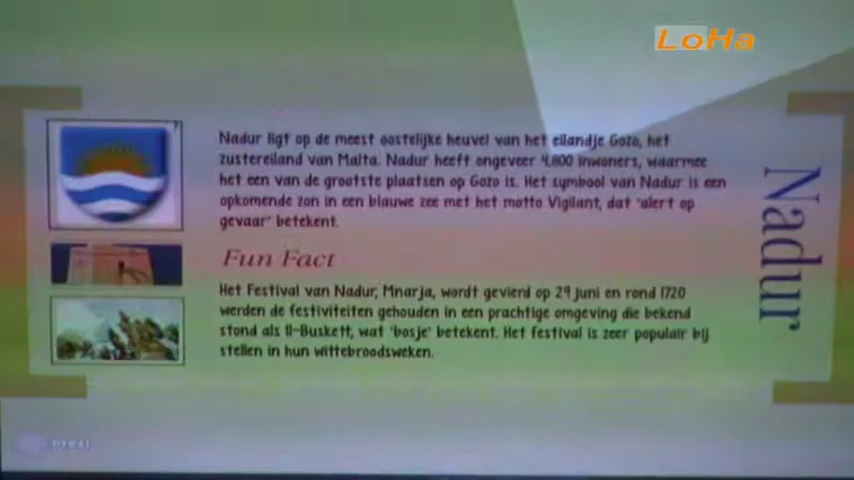 LoHa
Nadur ligt op de meest oostelijke heuvel van het eilandje Gozo, het
zustereiland van Malta. Nadur heeft ongeveer 4.800 inwoners, waarmee
het een van de grootste plaatsen op Gozo is. Het symbool van Nadur is een
opkomende zon in een blauwe zee met het motto Vigilant, dat 'alert op
gevaar' betekent.
Fun Fact
Het Festival van Nadur, Mnarja, wordt gevierd op 29 juni en rond 1720
werden de festiviteiten gehouden in een prachtige omgeving die bekend
stond als Il-Buskett, wat 'bosje' betekent. Het festival is zeer populair bij
stellen in hun wittebroodsweken.
Nadur
Prezi